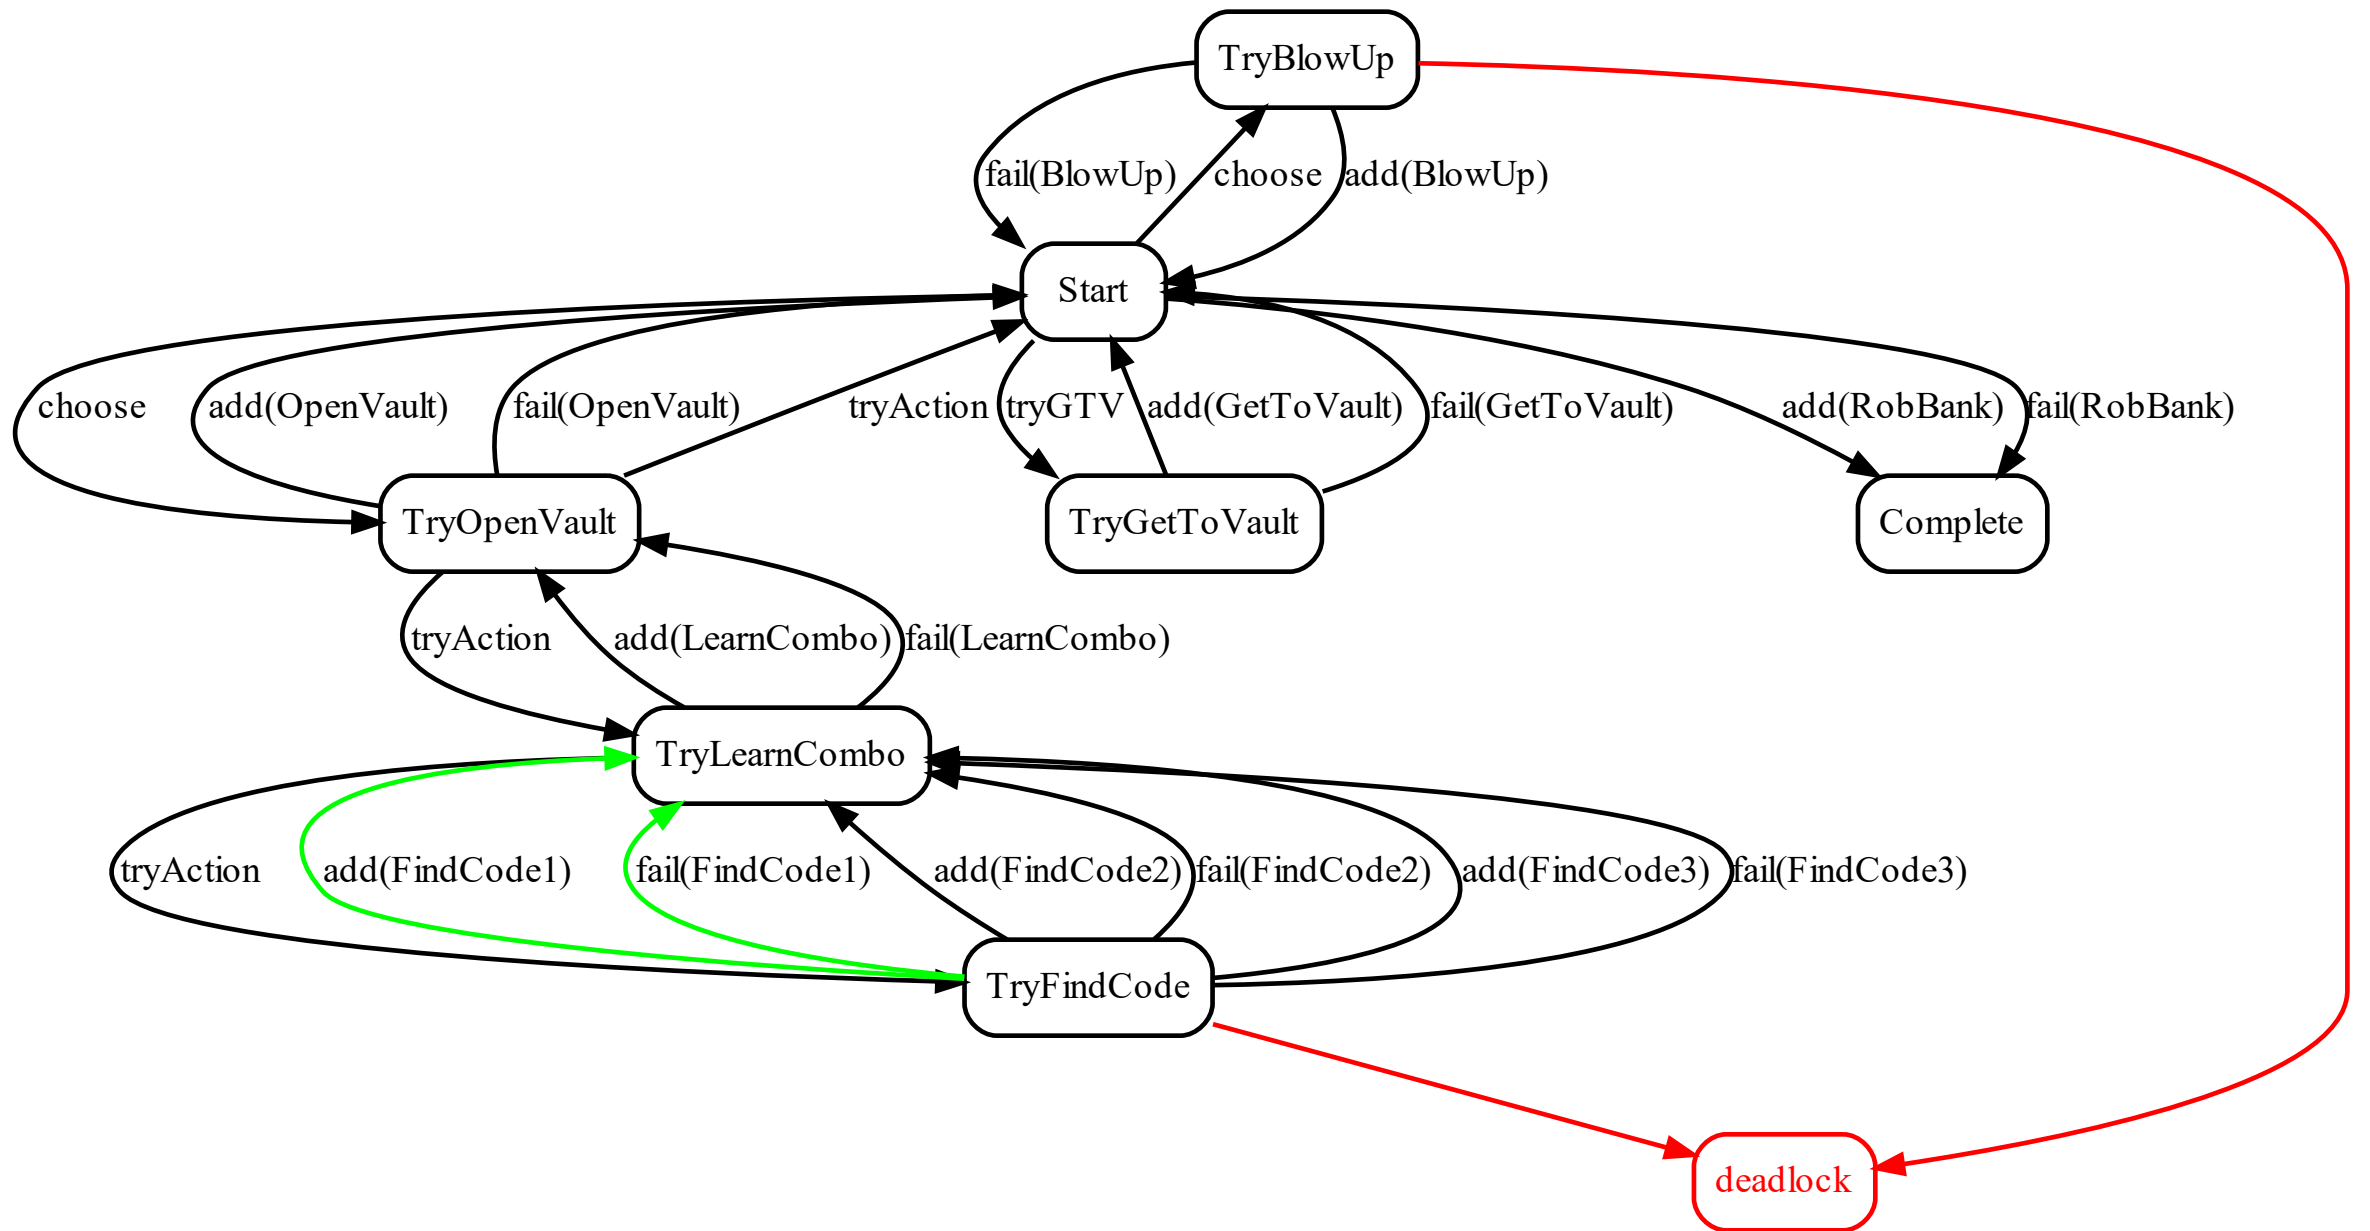 TryBlowUp
fail(BlowUp)
choose
add(BlowUp)
Start
choose
add(OpenVault)
fail(OpenVault)
tryAction
tryGTV
add(GetToVault)
fail(GetToVault)
add(RobBank)
fail(RobBank)
TryOpenVault
TryGetToVault
Complete
tryAction
add(LearnCombo)
fail(LearnCombo)
TryLearnCombo
tryAction
add(FindCode1)
fail(FindCode1)
add(FindCode2)
fail(FindCode2)
add(FindCode3)
fail(FindCode3)
TryFindCode
deadlock